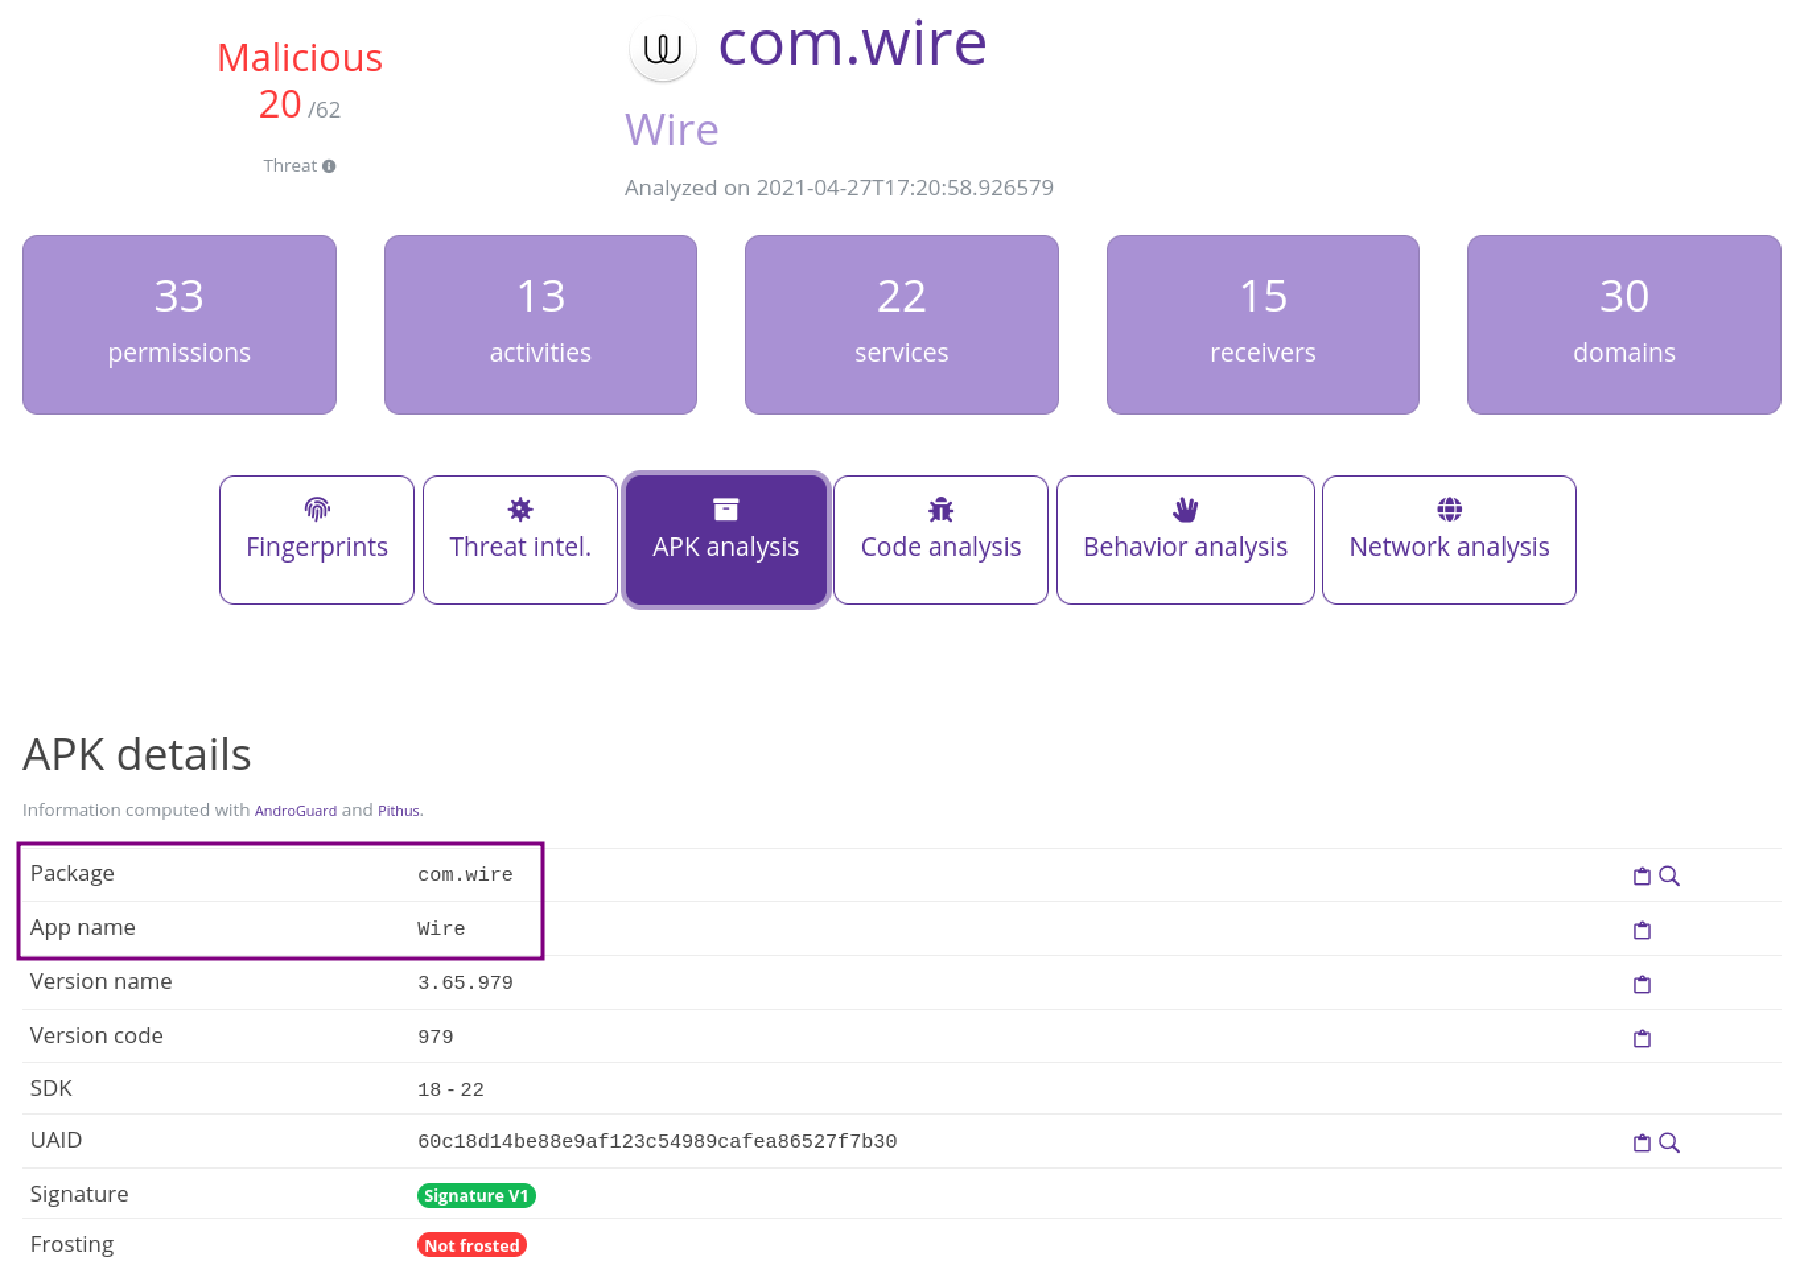 Malicious
20 /62
Threat
com.wire
Wire
Analyzed on 2021-04-27T17:20:58.926579
33
permissions
13
activities
22
services
15
receivers
30
domains
Fingerprints
Threat intel.
APK analysis
Code analysis
Behavior analysis
Network analysis
APK details
Information computed with AndroGuard and Pithus.
Package com.wire
App name Wire
Version name 3.65.979
Version code 979
SDK 18 - 22
UAID 60c18d14be88e9af123c54989cafea86527f7b30
Signature Signature V1
Frosting Not frosted